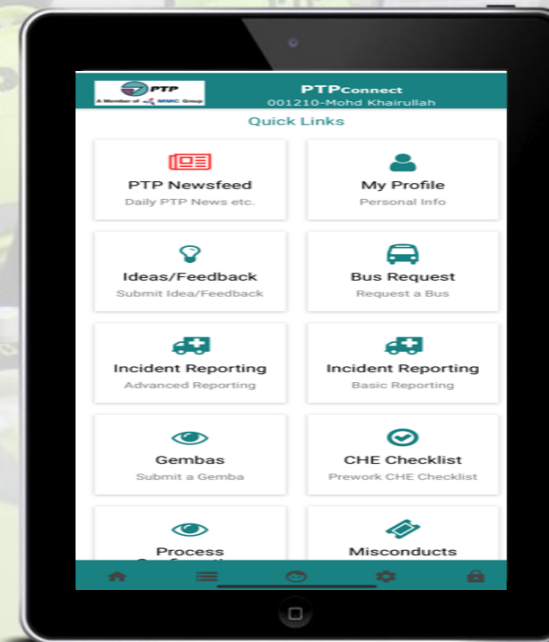 PTP
A Member of MMC Group
PTPConnect
001210-Mohd Khairullah
Quick Links
PTP Newsfeed
Daily PTP News etc.
My Profile
Personal Info
Ideas/Feedback
Submit Idea/Feedback
Bus Request
Request a Bus
Incident Reporting
Advanced Reporting
Incident Reporting
Basic Reporting
Gembas
Submit a Gemba
CHE Checklist
Prework CHE Checklist
Process
Misconducts